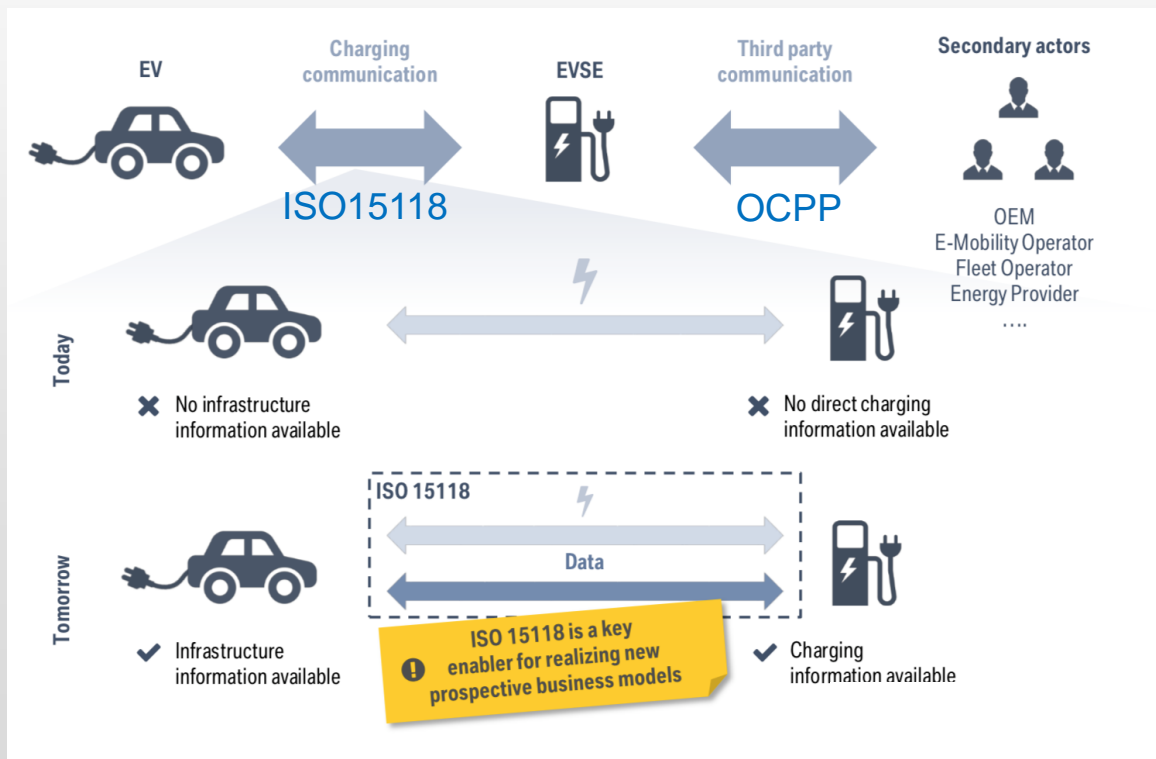 EV
Charging
communication
EVSE
Third party
communication
Secondary actors
ISO15118
OCPP
OEM
E-Mobility Operator
Fleet Operator
Energy Provider
....
Today
No infrastructure
information available
No direct charging
information available
Tomorrow
ISO 15118
Data
Infrastructure
information available
ISO 15118 is a key
enabler for realizing new
prospective business models
Charging
information available